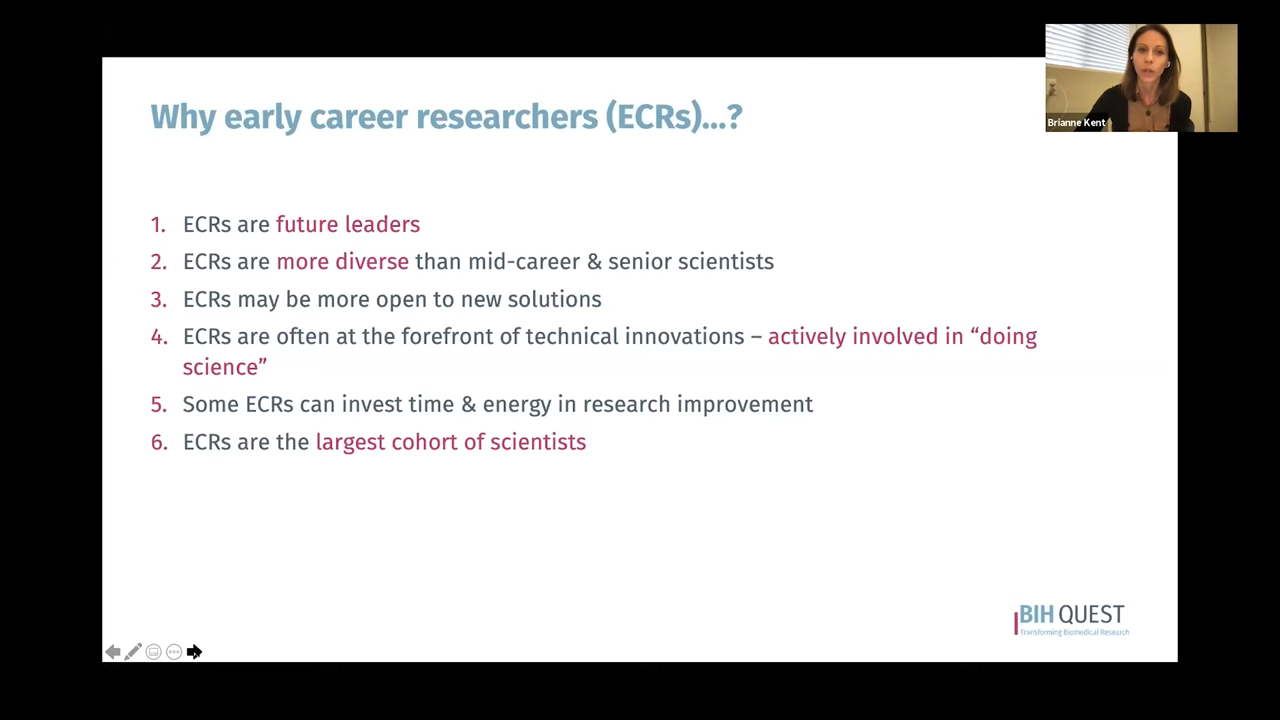 Why early career researchers (ECRs)...?
Brianne Kent
1. ECRs are future leaders
2. ECRs are more diverse than mid-career & senior scientists
3. ECRs may be more open to new solutions
4. ECRs are often at the forefront of technical innovations – actively involved in “doing
science”
5. Some ECRs can invest time & energy in research improvement
6. ECRs are the largest cohort of scientists
BIH QUEST
Transforming Biomedical Research